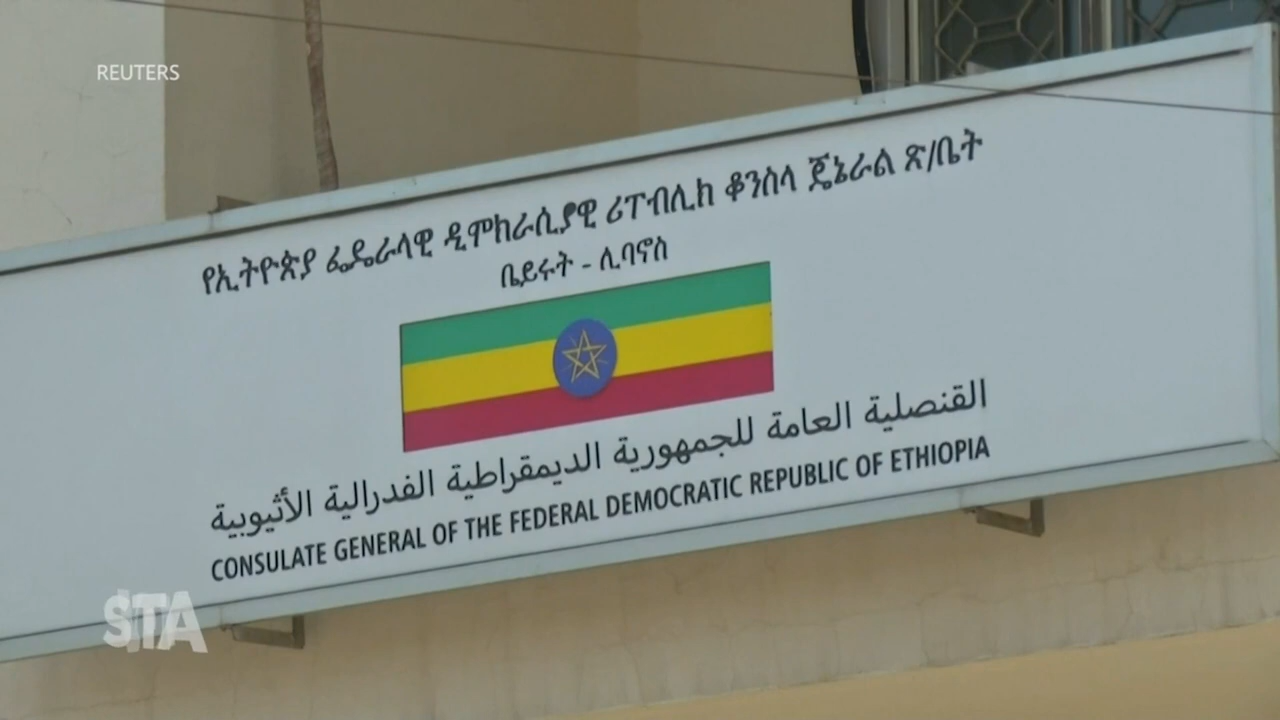 REUTERS
የኢትዮጵያ ፌዴራላዊ ዲሞክራሲያዊ ሪፐብሊክ ቆንስላ ጄኔራል ጽ/ቤት
ቤይሩት - ሊባኖስ
القنصلية العامة للجمهورية الديمقراطية الفدرالية الأثيوبية
CONSULATE GENERAL OF THE FEDERAL DEMOCRATIC REPUBLIC OF ETHIOPIA
STA